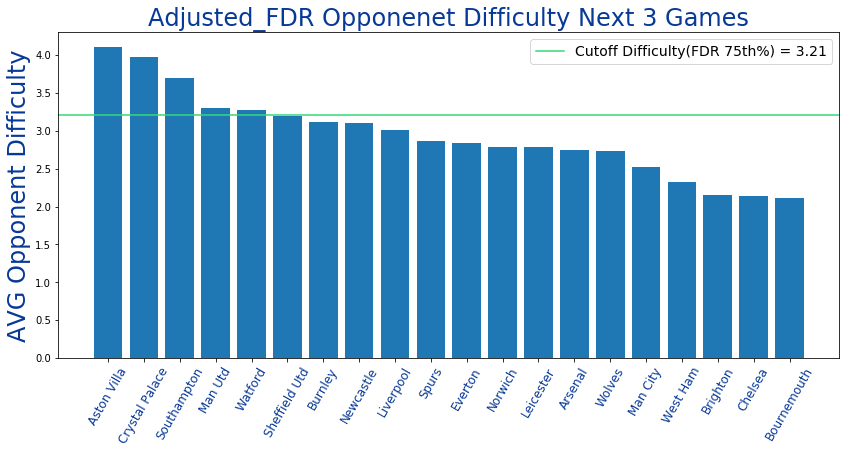 Adjusted_FDR Opponenet Difficulty Next 3 Games
Cutoff Difficulty(FDR 75th%) = 3.21
AVG Opponent Difficulty
4.0
3.5
3.0
2.5
2.0
1.5
1.0
0.5
0.0
Aston Villa
Crystal Palace
Southampton
Man Utd
Watford
Sheffield Utd
Burnley
Newcastle
Liverpool
Spurs
Everton
Norwich
Leicester
Arsenal
Wolves
Man City
West Ham
Brighton
Chelsea
Bournemouth